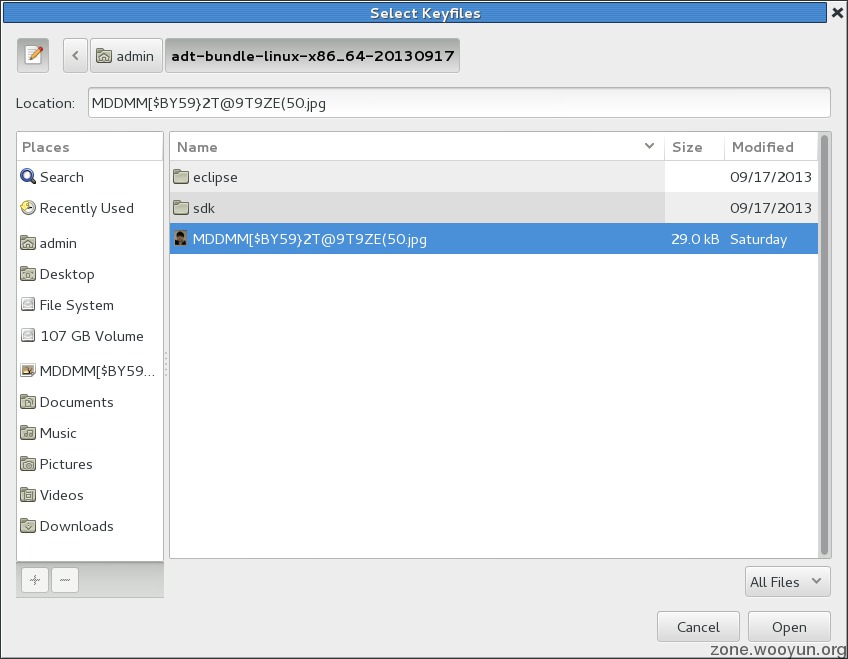 Select Keyfiles
admin
adt-bundle-linux-x86_64-20130917
Location:
MDDMM[$BY59}2T@9T9ZE(50.jpg
Places
Search
Recently Used
admin
Desktop
File System
107 GB Volume
MDDMM[$BY59...
Documents
Music
Pictures
Videos
Downloads
Name Size Modified
eclipse 09/17/2013
sdk 09/17/2013
MDDMM[$BY59}2T@9T9ZE(50.jpg 29.0 kB Saturday
All Files
Cancel Open
zone.wooyun.org